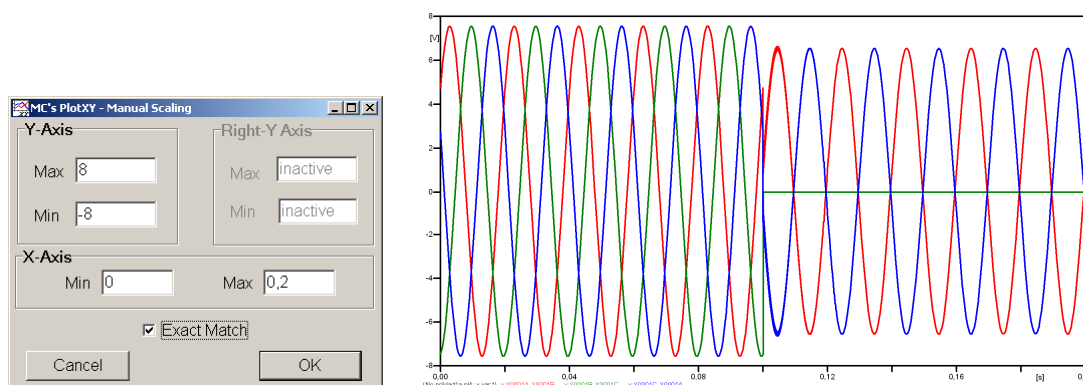 MC's PlotXY - Manual Scaling
Y-Axis
Right-Y Axis
Max 8
Max inactive
Min -8
Min inactive
X-Axis
Min 0
Max 0,2
Exact Match
Cancel
OK
8
[V]
6
4
2
0
-2
-4
-6
-8
0,00
0,04
0,12
0,16
[s]